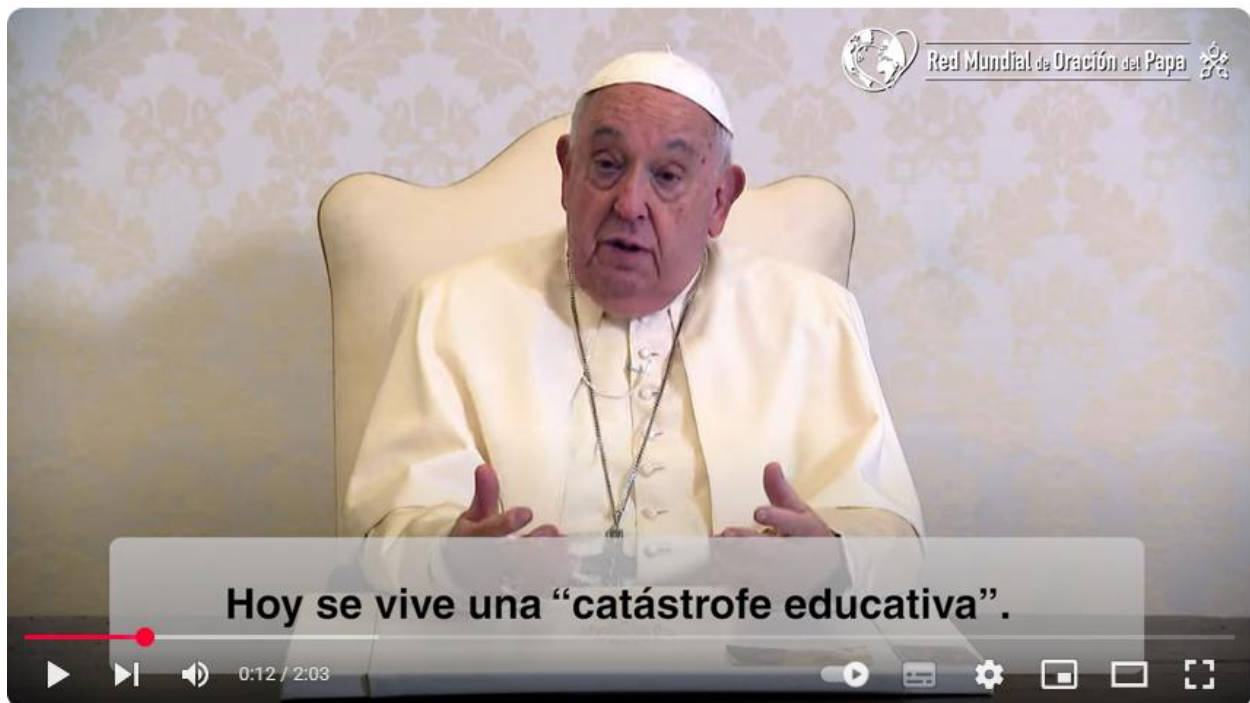 Red Mundial de Oración del Papa
Hoy se vive una “catástrofe educativa”.
0:12 / 2:03